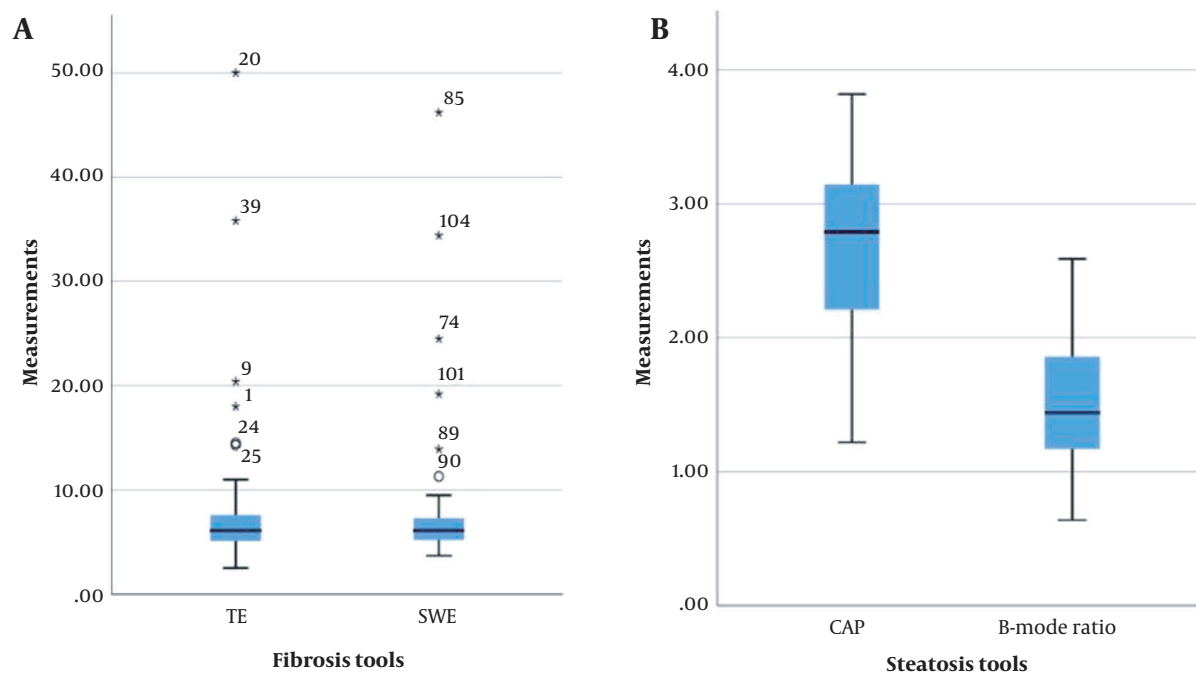 A
50.00
40.00
30.00
20.00
10.00
.00
Measurements
20
39
9
1
24
25
85
104
74
101
89
90
TE
SWE
Fibrosis tools
B
4.00
3.00
2.00
1.00
.00
Measurements
CAP
B-mode ratio
Steatosis tools